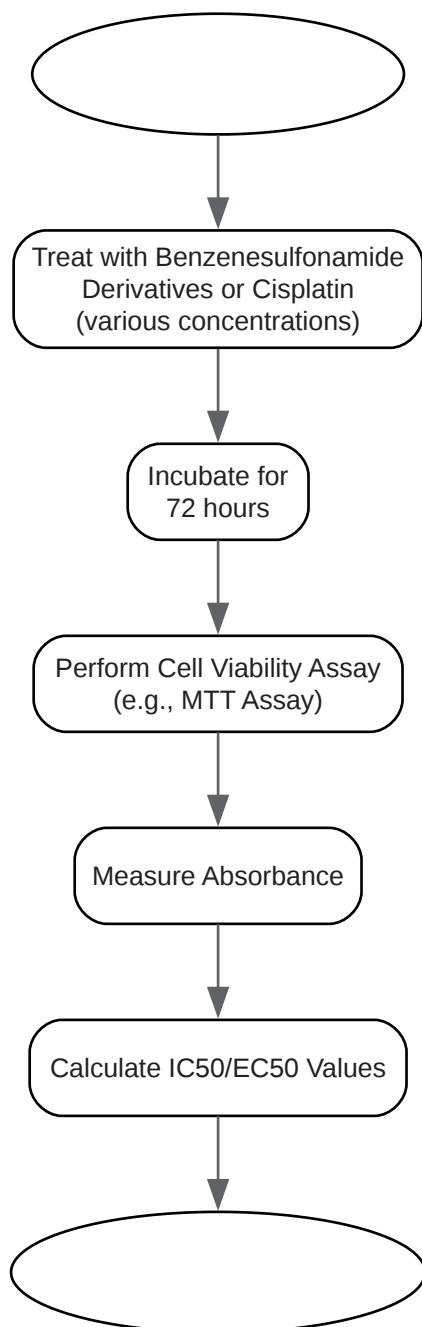 Treat with Benzenesulfonamide
Derivatives or Cisplatin
(various concentrations)
Incubate for
72 hours
Perform Cell Viability Assay
(e.g., MTT Assay)
Measure Absorbance
Calculate IC50/EC50 Values